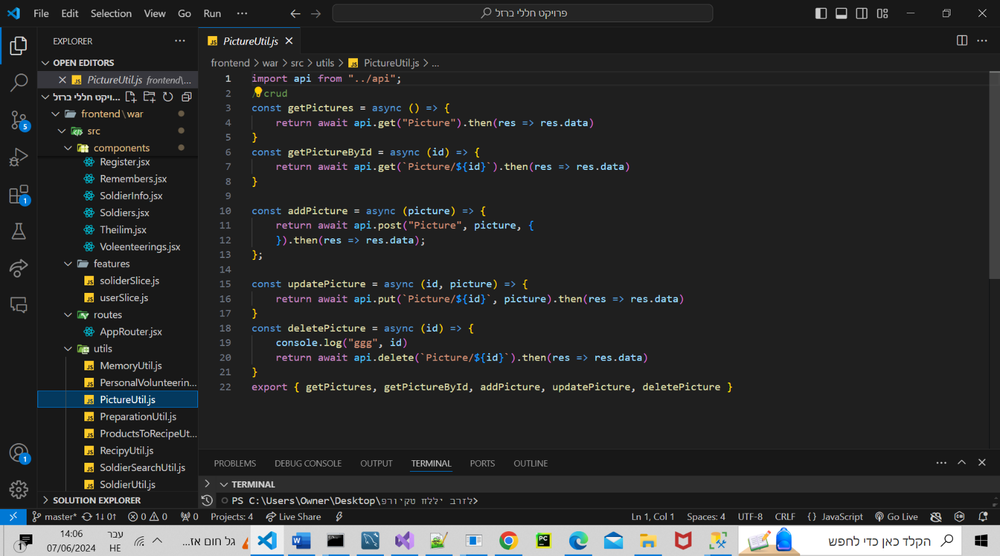 File Edit Selection View Go Run ···
פרויקט חללי ברזל
EXPLORER ···
OPEN EDITORS
PictureUtil.js frontend\...
...ויקט חללי ברזל
frontend\war
src
components
Register.jsx
Remembers.jsx
SoldierInfo.jsx
Soldiers.jsx
Theilim.jsx
Voleenteerings.jsx
features
soliderSlice.js
userSlice.js
routes
AppRouter.jsx
utils
MemoryUtil.js
PersonalVolunteerin...
PictureUtil.js
PreparationUtil.js
ProductsToRecipeUt...
RecipyUtil.js
SoldierSearchUtil.js
SoldierUtil.js
SOLUTION EXPLORER
5
1
1
PictureUtil.js
frontend > war > src > utils > PictureUtil.js > ...
1 import api from "../api";
2 /crud
3 const getPictures = async () => {
4 return await api.get("Picture").then(res => res.data)
5 }
6 const getPictureById = async (id) => {
7 return await api.get(`Picture/${id}`).then(res => res.data)
8 }
9
10 const addPicture = async (picture) => {
11 return await api.post("Picture", picture, {
12 }).then(res => res.data);
13 };
14
15 const updatePicture = async (id, picture) => {
16 return await api.put(`Picture/${id}`, picture).then(res => res.data)
17 }
18 const deletePicture = async (id) => {
19 console.log("ggg", id)
20 return await api.delete(`Picture/${id}`).then(res => res.data)
21 }
22 export { getPictures, getPictureById, addPicture, updatePicture, deletePicture }
PROBLEMS DEBUG CONSOLE OUTPUT TERMINAL PORTS OUTLINE
TERMINAL
PS C:\Users\Owner\Desktop\פרויקט חללי ברזל>
master* 1↓ 0↑ 0 0 0 Projects: 4 Live Share Ln 1, Col 1 Spaces: 4 UTF-8 CRLF {} JavaScript Go Live
1 14:06 עבר גל חום אז... הקלד כאן כדי לחפש
07/06/2024 HE